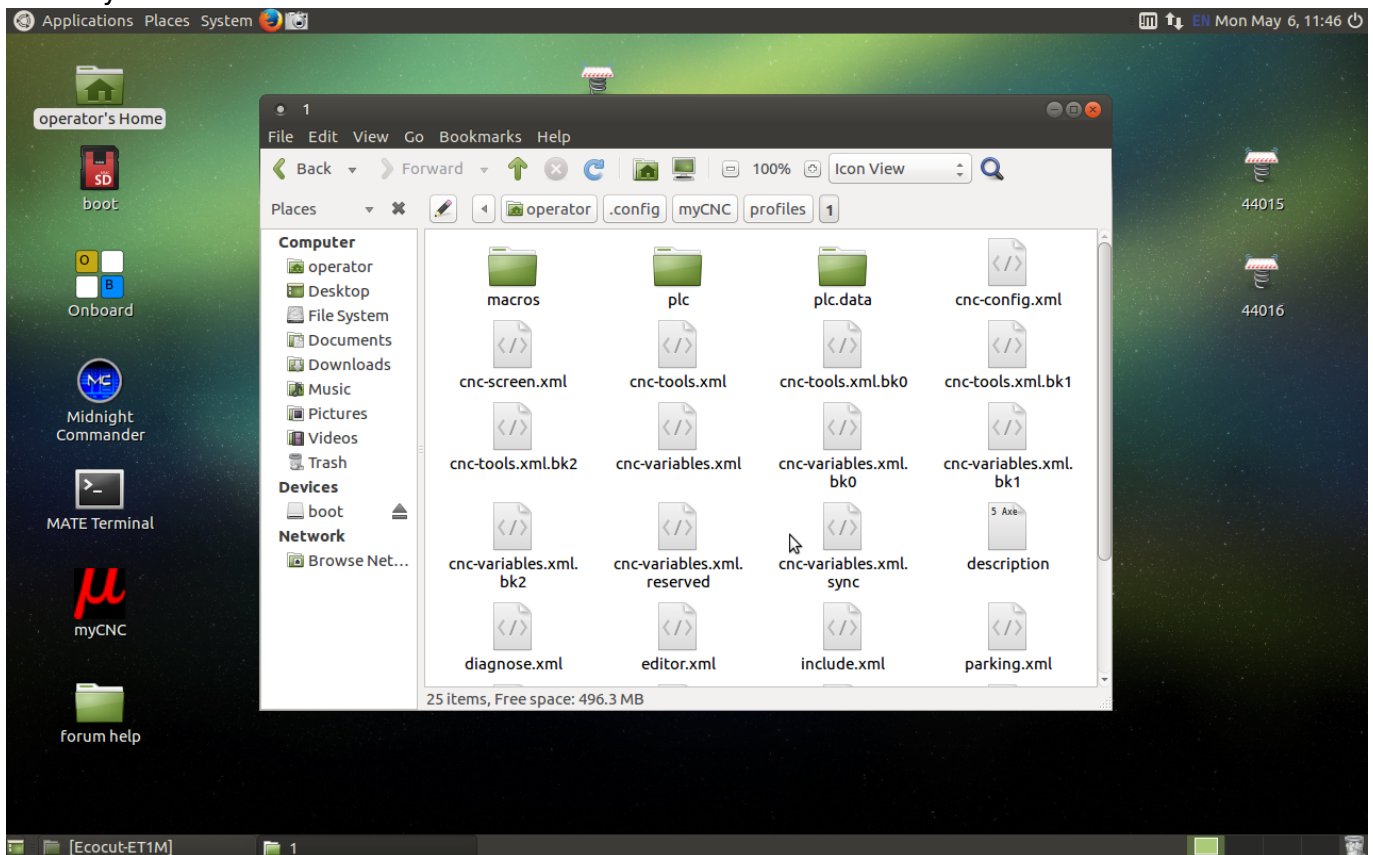 Applications Places System
EN Mon May 6, 11:46
operator's Home
SD
boot
O
B
Onboard
MC
Midnight
Commander
>_
MATE Terminal
μ
myCNC
forum help
44015
44016
1
File Edit View Go Bookmarks Help
Back Forward 100% Icon View
Places operator .config myCNC profiles 1
Computer
operator
Desktop
File System
Documents
Downloads
Music
Pictures
Videos
Trash
Devices
boot
Network
Browse Net...
macros plc plc.data cnc-config.xml
cnc-screen.xml cnc-tools.xml cnc-tools.xml.bk0 cnc-tools.xml.bk1
cnc-tools.xml.bk2 cnc-variables.xml cnc-variables.xml. cnc-variables.xml.
bk0 bk1
5 Axe
cnc-variables.xml. cnc-variables.xml. cnc-variables.xml. description
bk2 reserved sync
diagnose.xml editor.xml include.xml parking.xml
25 items, Free space: 496.3 MB
[Ecocut-ET1M] 1